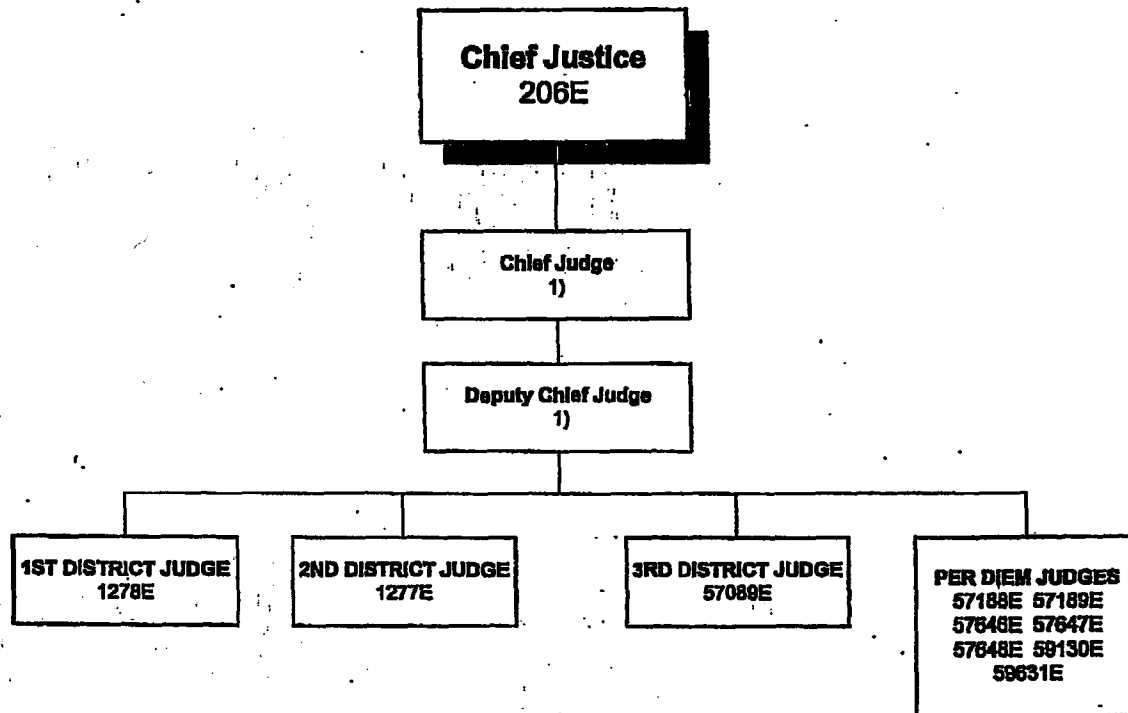 Chief Justice
206E
Chief Judge
1)
Deputy Chief Judge
1)
1ST DISTRICT JUDGE
1278E
2ND DISTRICT JUDGE
1277E
3RD DISTRICT JUDGE
57089E
PER DIEM JUDGES
57188E 57189E
57646E 57647E
57648E 59130E
59631E